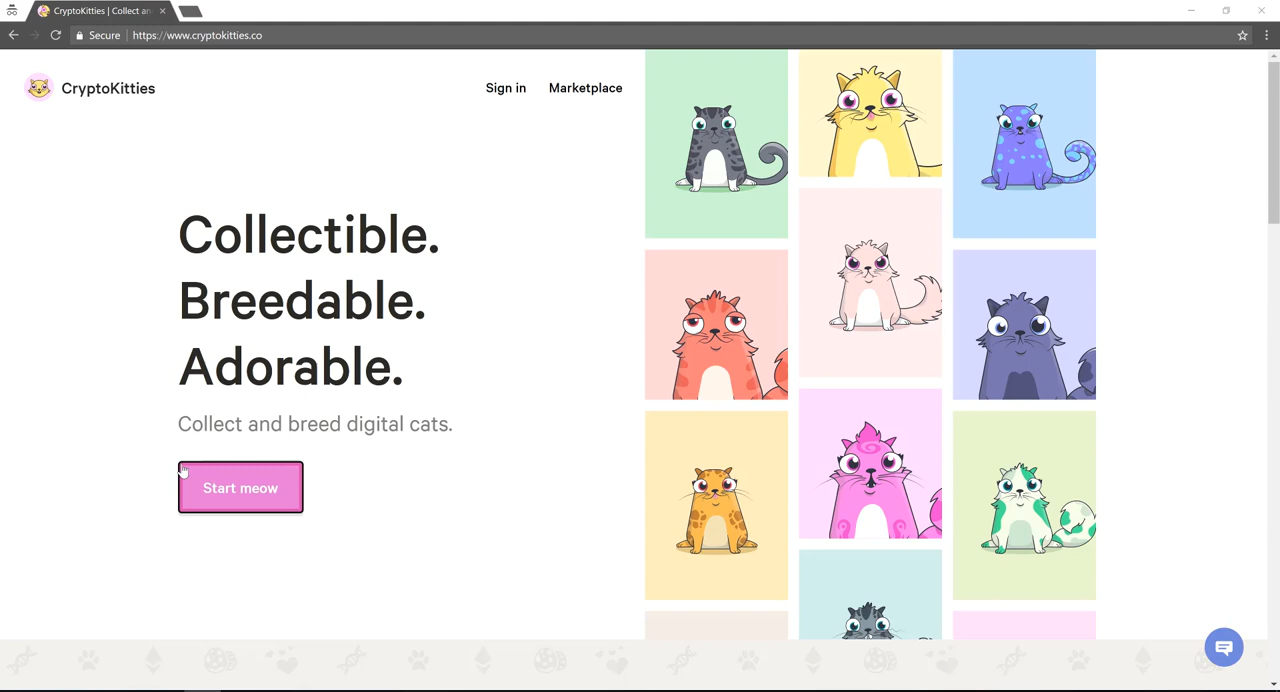 CryptoKitties | Collect an
Secure https://www.cryptokitties.co
CryptoKitties
Sign in
Marketplace
Collectible.
Breedable.
Adorable.
Collect and breed digital cats.
Start meow